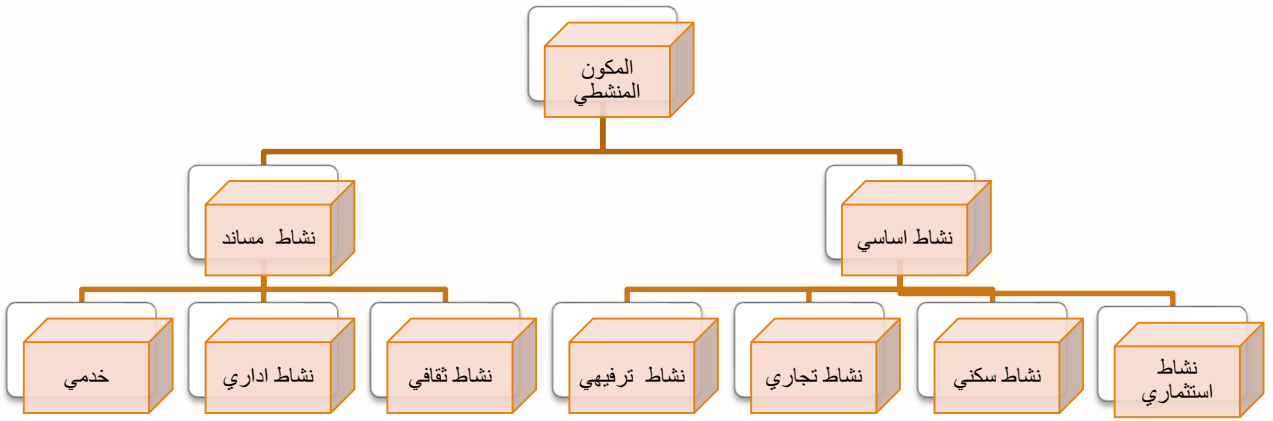 المكون
المنشطي
نشاط اساسي
نشاط مساند
نشاط
استثماري
نشاط سكني
نشاط تجاري
نشاط ترفيهي
نشاط ثقافي
نشاط اداري
خدمي